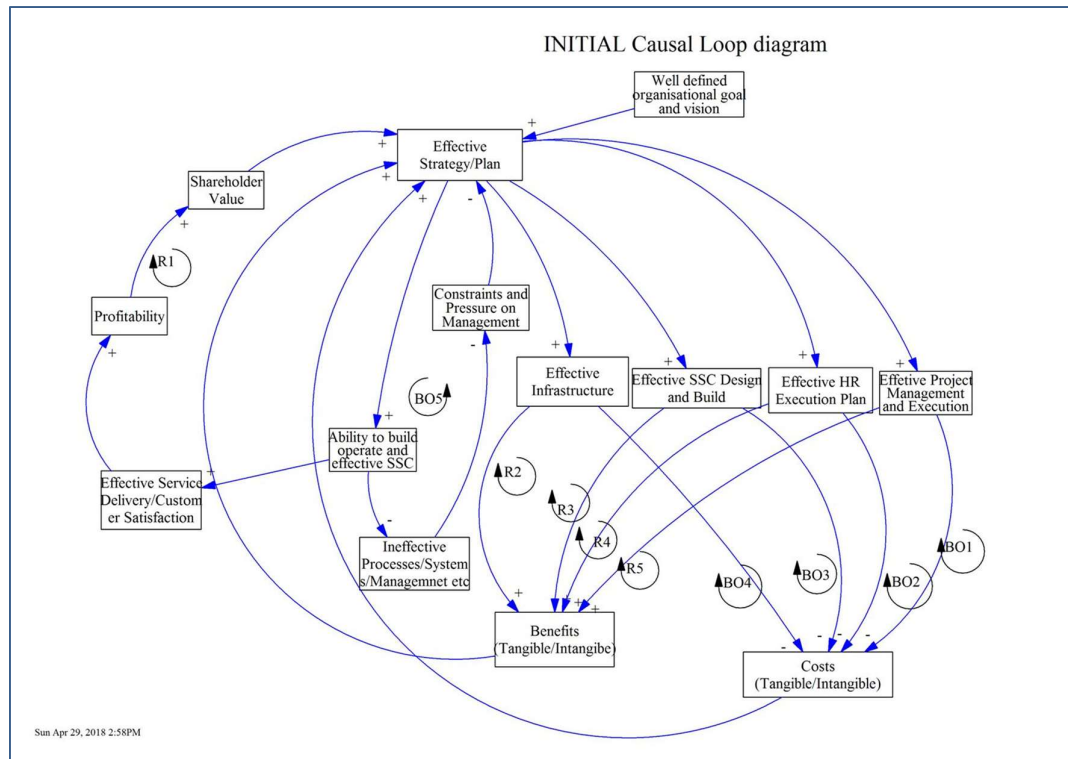 INITIAL Causal Loop diagram
Well defined
organisational goal
and vision
+
Effective
Strategy/Plan
+
+
+
-
Shareholder
Value
+
R1
Profitability
+
Constraints and
Pressure on
Management
-
BO5
+
Effective
Infrastructure
+
Effective SSC Design
and Build
+
Effective HR
Execution Plan
+
Effetive Project
Management
and Execution
+
Ability to build
operate and
effective SSC
+
Effective Service
Delivery/Custom
er Satisfaction
-
Ineffective
Processes/System
s/Managemnet etc
R2
R3
R4
R5
BO4
BO3
BO2
BO1
+
+
+
+
Benefits
(Tangible/Intangibe)
-
-
-
-
Costs
(Tangible/Intangible)
Sun Apr 29, 2018 2:58PM